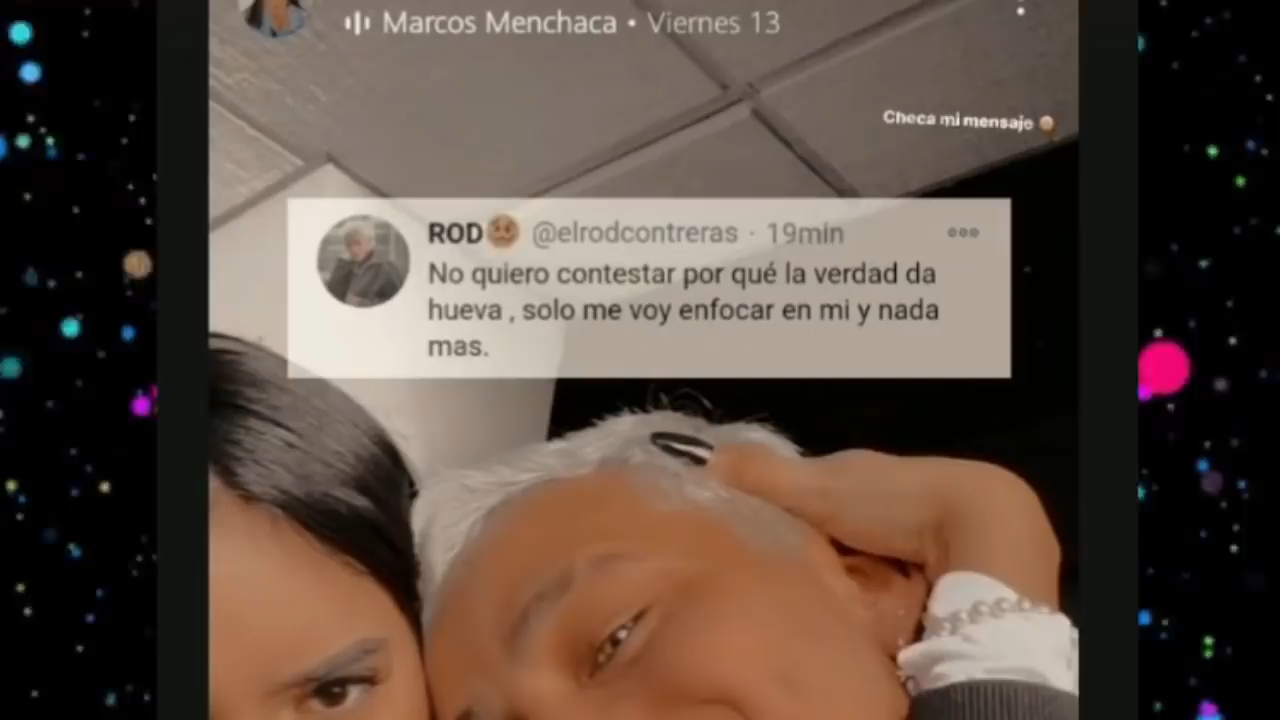 Marcos Menchaca • Viernes 13
Checa mi mensaje
ROD @elrodcontreras · 19min
No quiero contestar por qué la verdad da
hueva , solo me voy enfocar en mi y nada
mas.